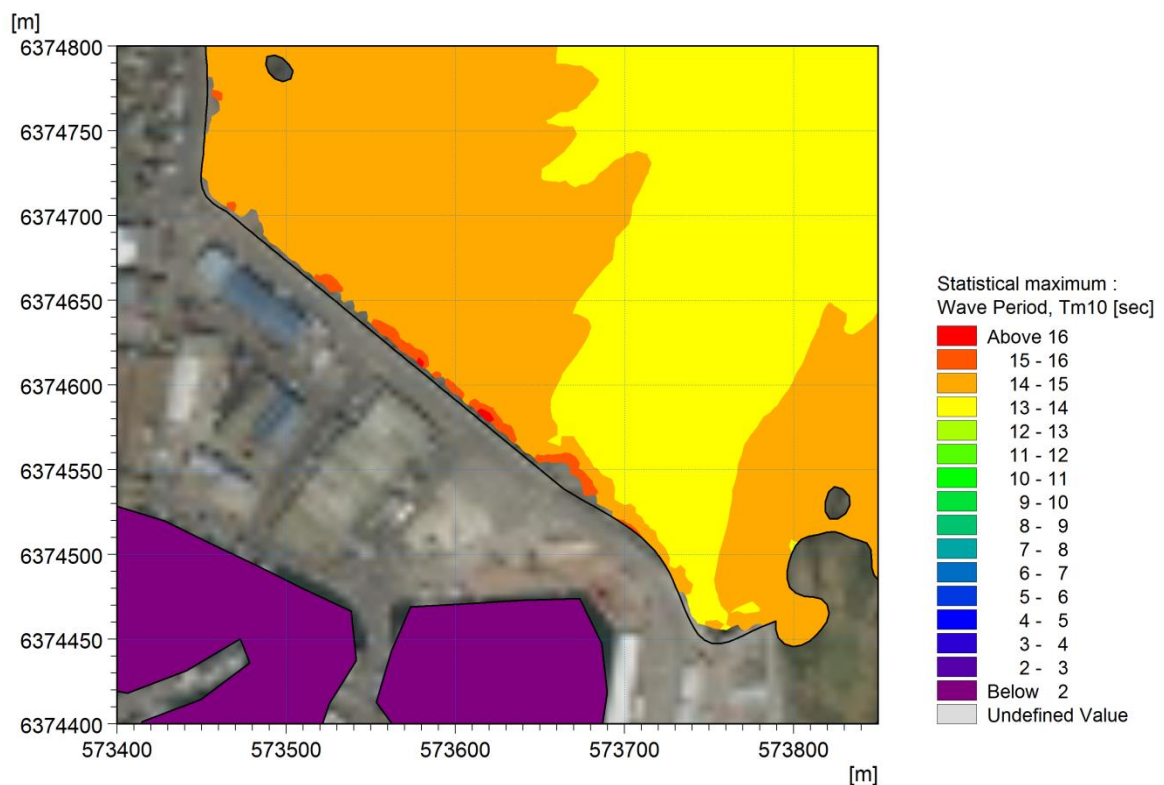 [m]
6374800
6374750
6374700
6374650
6374600
6374550
6374500
6374450
6374400
573400 573500 573600 573700 573800
[m]
Statistical maximum :
Wave Period, Tm10 [sec]
Above 16
15 - 16
14 - 15
13 - 14
12 - 13
11 - 12
10 - 11
9 - 10
8 - 9
7 - 8
6 - 7
5 - 6
4 - 5
3 - 4
2 - 3
Below 2
Undefined Value